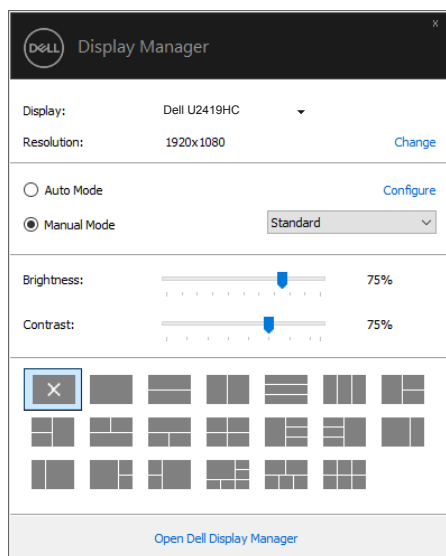 x
DELL Display Manager
Display: Dell U2419HC
Resolution: 1920x1080 Change
Auto Mode Configure
Manual Mode Standard
Brightness: 75%
Contrast: 75%
Open Dell Display Manager